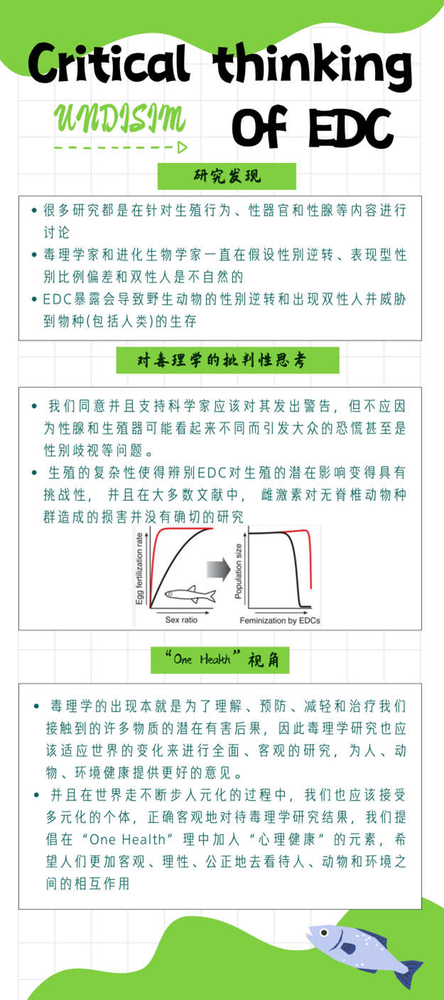 Critical thinking
UNDISIM
Of EDC
研究发现
• 很多研究都是在针对生殖行为、性器官和性腺等内容进行
讨论
• 毒理学家和进化生物学家一直在假设性别逆转、表现型性
别比例偏差和双性人是不自然的
• EDC暴露会导致野生动物的性别逆转和出现双性人并威胁
到物种(包括人类)的生存
对毒理学的批判性思考
• 我们同意并且支持科学家应该对其发出警告，但不应因
为性腺和生殖器可能看起来不同而引发大众的恐慌甚至是
性别歧视等问题。
• 生殖的复杂性使得辨别EDC对生殖的潜在影响变得具有
挑战性， 并且在大多数文献中， 雌激素对无脊椎动物种
群造成的损害并没有确切的研究
Egg fertilization rate
Sex ratio
Population size
Feminization by EDCs
“One Health”视角
• 毒理学的出现本就是为了理解、预防、减轻和治疗我们
接触到的许多物质的潜在有害后果，因此毒理学研究也应
该适应世界的变化来进行全面、客观的研究，为人、动
物、环境健康提供更好的意见。
• 并且在世界走不断步入元化的过程中，我们也应该接受
多元化的个体，正确客观地对待毒理学研究结果，我们提
倡在“One Health”理中加入“心理健康”的元素，希
望人们更加客观、理性、公正地去看待人、动物和环境之
间的相互作用